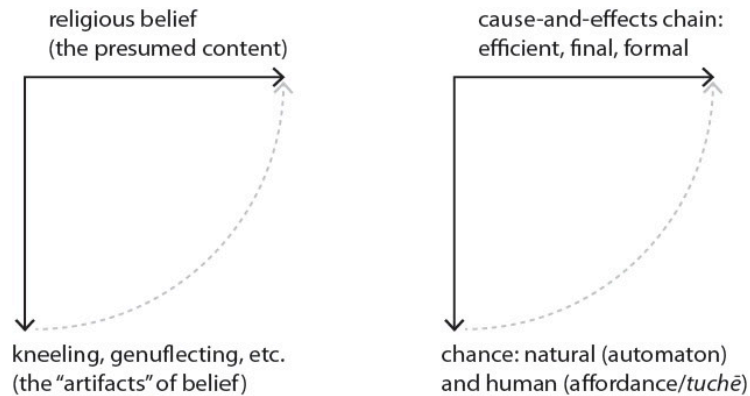 religious belief
(the presumed content)
cause-and-effects chain:
efficient, final, formal
kneeling, genuflecting, etc.
(the “artifacts” of belief)
chance: natural (automaton)
and human (affordance/tuchē)